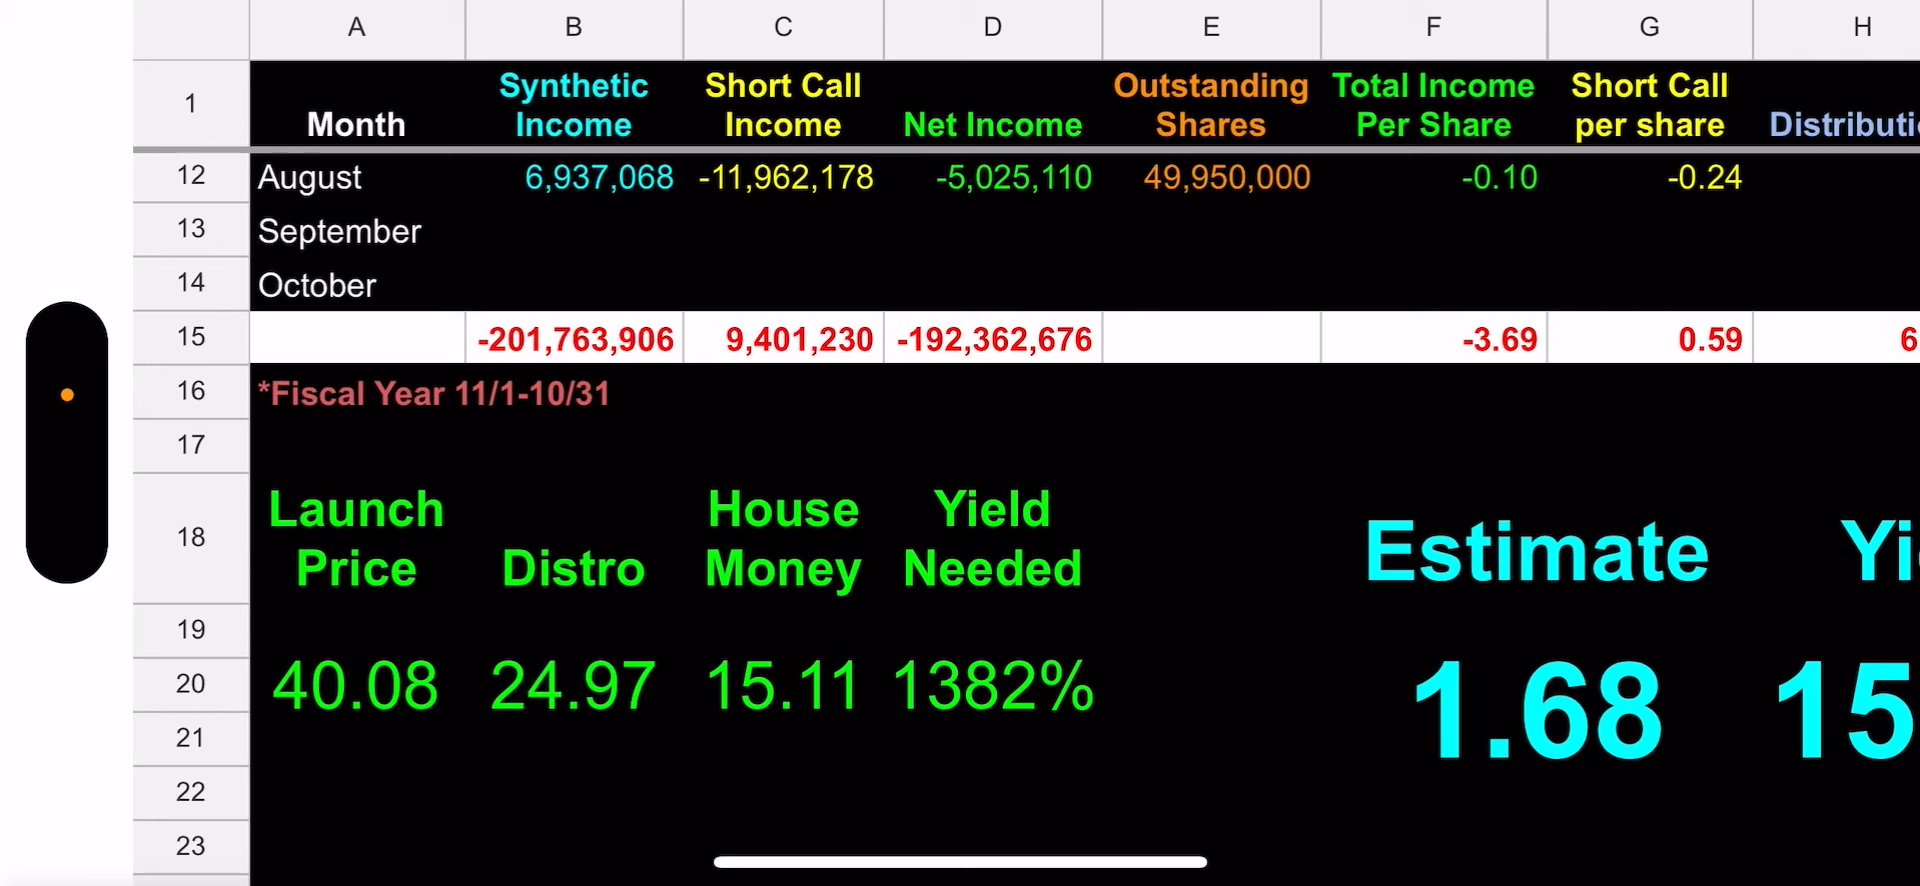 A B C D E F G H
1 Month Synthetic Income Short Call Income Net Income Outstanding Shares Total Income Per Share Short Call per share
12 August 6,937,068 -11,962,178 -5,025,110 49,950,000 -0.10 -0.24
13 September
14 October
15 -201,763,906 9,401,230 -192,362,676 -3.69 0.59
16 *Fiscal Year 11/1-10/31
17
18 Launch Price Distro House Money Yield Needed Estimate
19
20 40.08 24.97 15.11 1382% 1.68
21
22
23